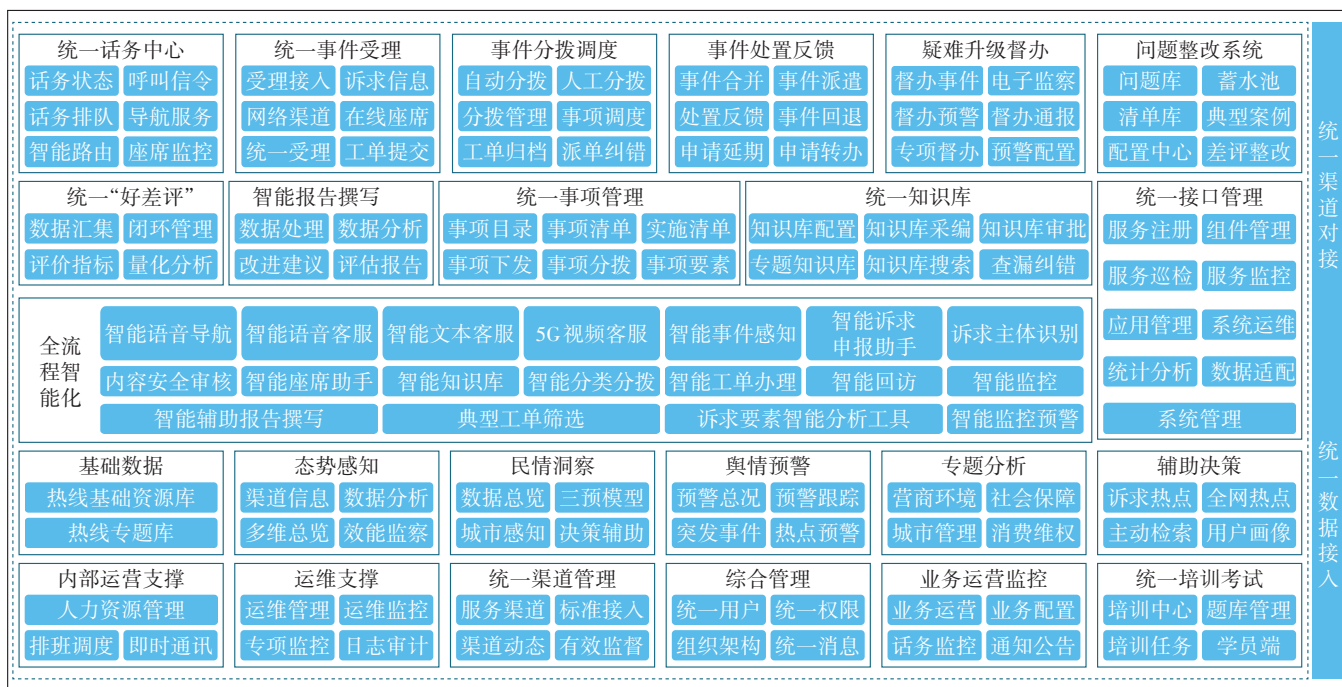 统一话务中心
话务状态 呼叫信令
话务排队 导航服务
智能路由 座席监控
统一事件受理
受理接入 诉求信息
网络渠道 在线座席
统一受理 工单提交
事件分拨调度
自动分拨 人工分拨
分拨管理 事项调度
工单归档 派单纠错
事件处置反馈
事件合并 事件派遣
处置反馈 事件回退
申请延期 申请转办
疑难升级督办
督办事件 电子监察
督办预警 督办通报
专项督办 预警配置
问题整改系统
问题库 蓄水池
清单库 典型案例
配置中心 差评整改
统一“好差评”
数据汇集 闭环管理
评价指标 量化分析
智能报告撰写
数据处理 数据分析
改进建议 评估报告
统一事项管理
事项目录 事项清单 实施清单
事项下发 事项分拨 事项要素
统一知识库
知识库配置 知识库采编 知识库审批
专题知识库 知识库搜索 查漏纠错
统一接口管理
服务注册 组件管理
服务巡检 服务监控
应用管理 系统运维
统计分析 数据适配
系统管理
全流
程智
能化
智能语音导航 智能语音客服 智能文本客服 5G视频客服 智能事件感知 智能诉求
申报助手 诉求主体识别
内容安全审核 智能座席助手 智能知识库 智能分类分拨 智能工单办理 智能回访 智能监控
智能辅助报告撰写 典型工单筛选 诉求要素智能分析工具 智能监控预警
基础数据
热线基础资源库
热线专题库
态势感知
渠道信息 数据分析
多维总览 效能监察
民情洞察
数据总览 三预模型
城市感知 决策辅助
舆情预警
预警总况 预警跟踪
突发事件 热点预警
专题分析
营商环境 社会保障
城市管理 消费维权
辅助决策
诉求热点 全网热点
主动检索 用户画像
内部运营支撑
人力资源管理
排班调度 即时通讯
运维支撑
运维管理 运维监控
专项监控 日志审计
统一渠道管理
服务渠道 标准接入
渠道动态 有效监督
综合管理
统一用户 统一权限
组织架构 统一消息
业务运营监控
业务运营 业务配置
话务监控 通知公告
统一培训考试
培训中心 题库管理
培训任务 学员端
统一渠道对接
统一数据接入